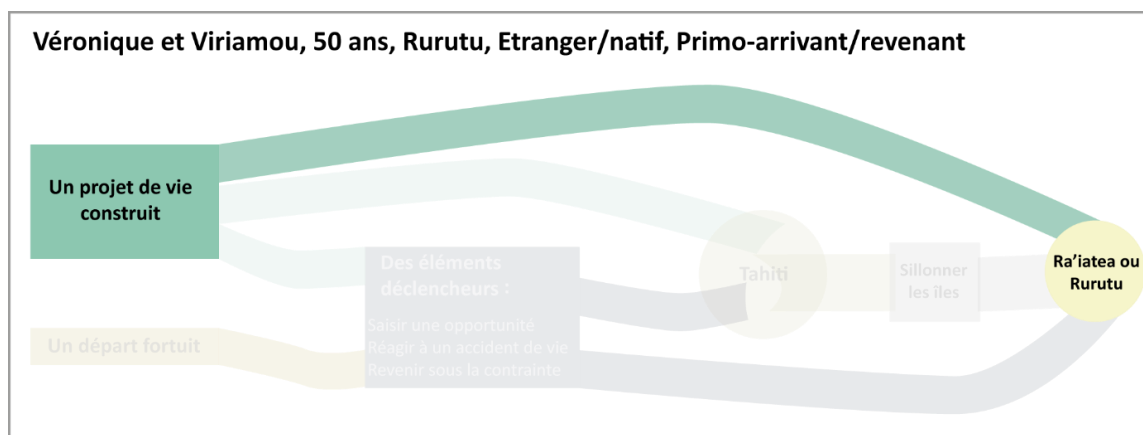 Véronique et Viriamou, 50 ans, Rurutu, Etranger/natif, Primo-arrivant/revenant
Un projet de vie
construit
Des éléments
déclencheurs :
Saisir une opportunité
Réagir à un accident de vie
Revenir sous la contrainte
Un départ fortuit
Tahiti
Sillonner
les îles
Ra'iatea ou
Rurutu